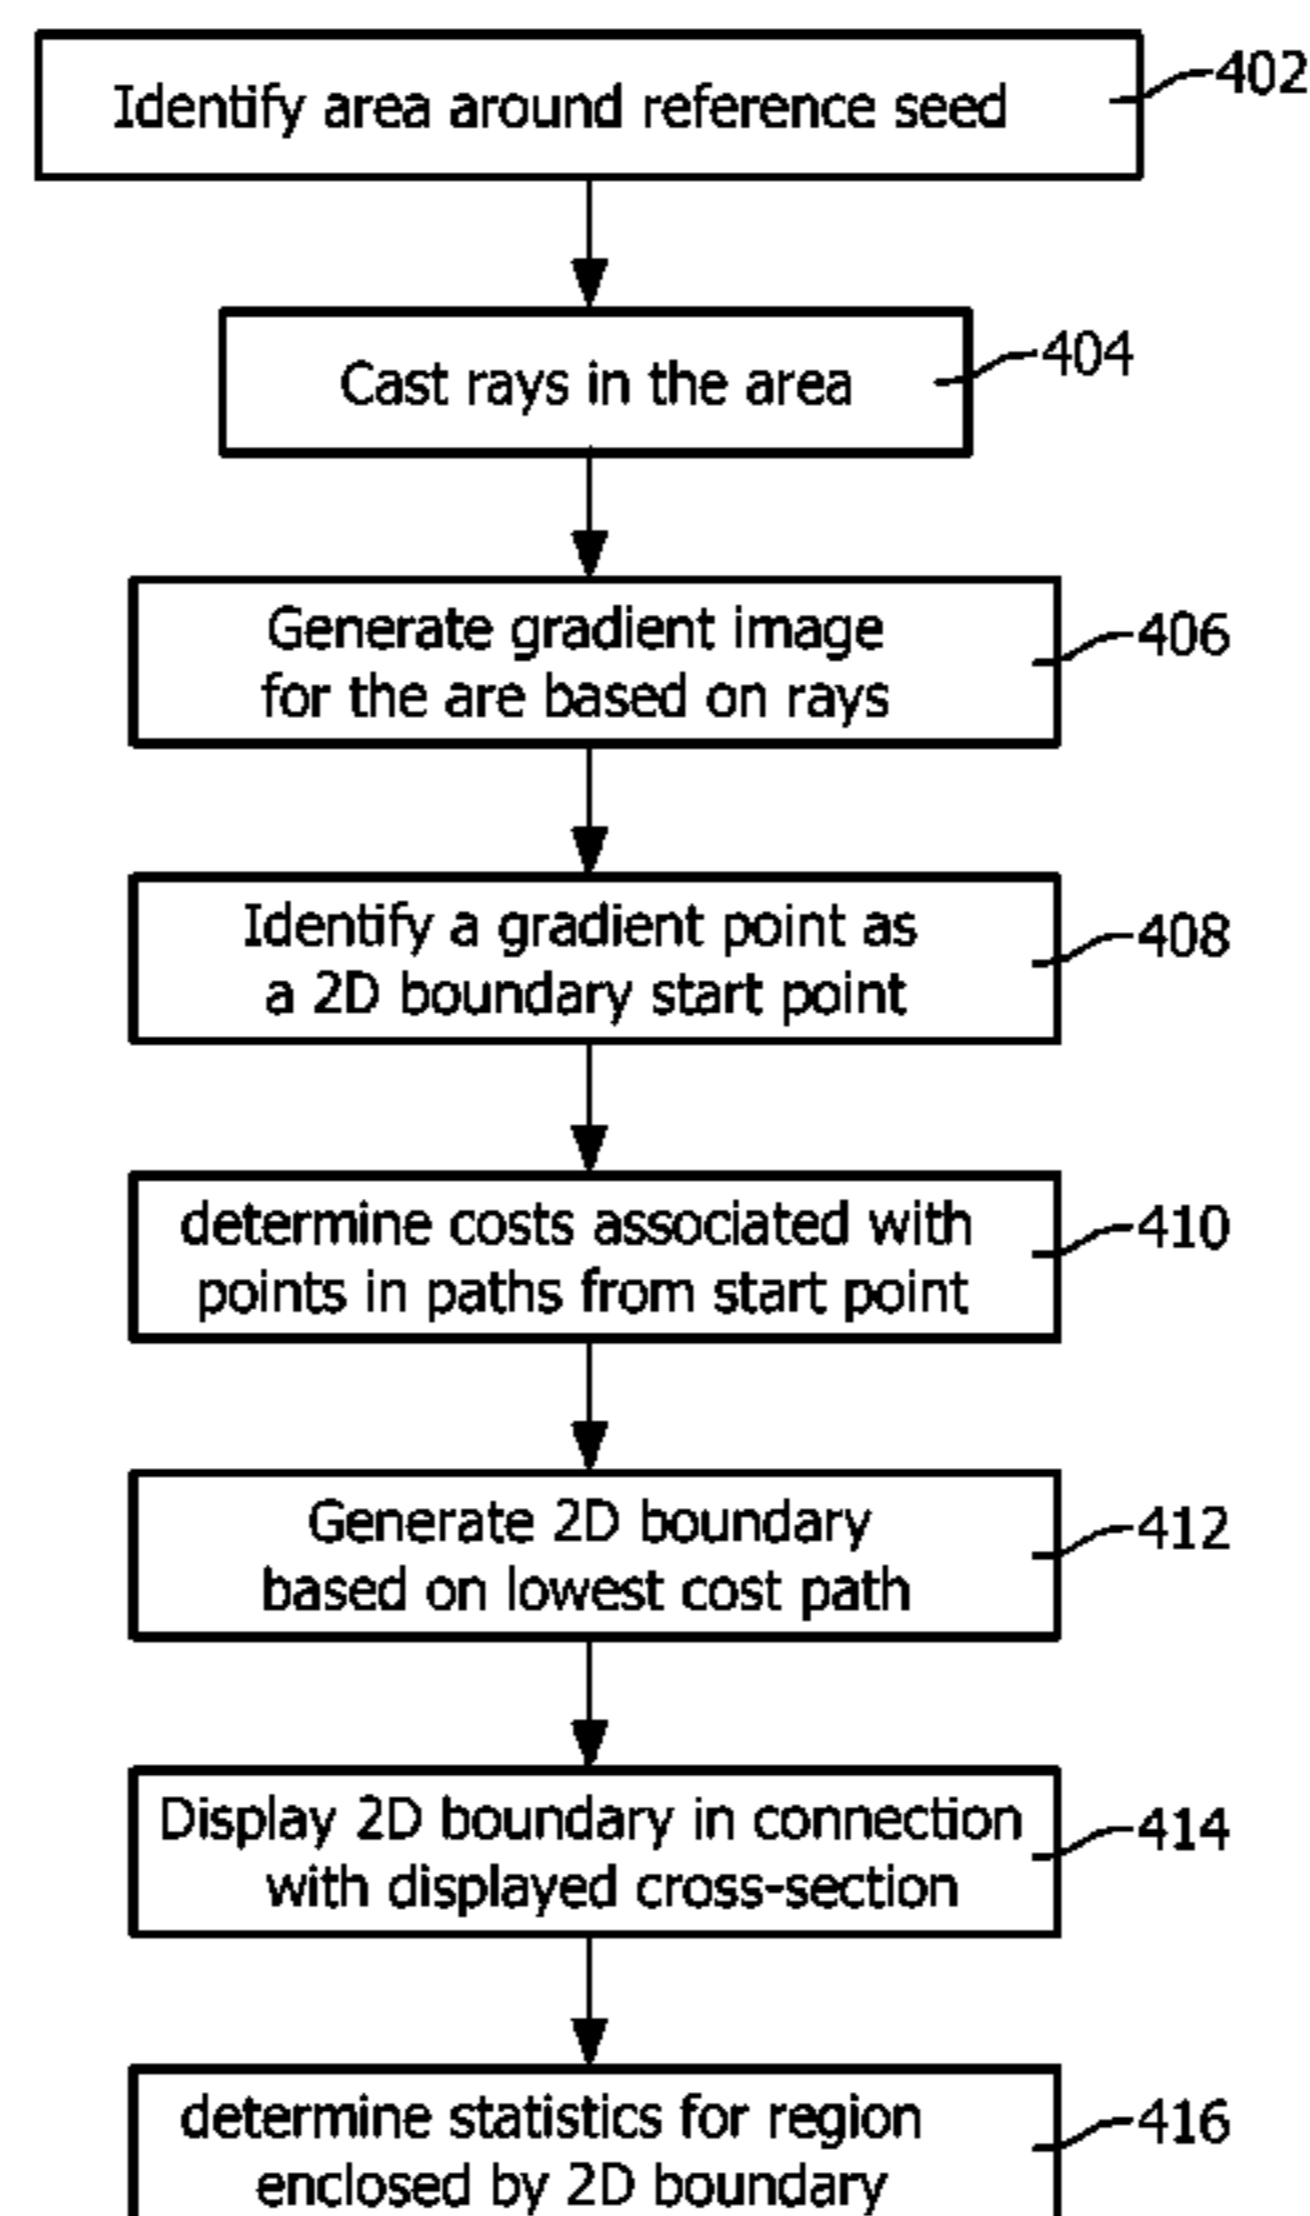 Identify area around reference seed
402
Cast rays in the area
404
Generate gradient image
for the are based on rays
406
Identify a gradient point as
a 2D boundary start point
408
determine costs associated with
points in paths from start point
410
Generate 2D boundary
based on lowest cost path
412
Display 2D boundary in connection
with displayed cross-section
414
determine statistics for region
enclosed by 2D boundary
416